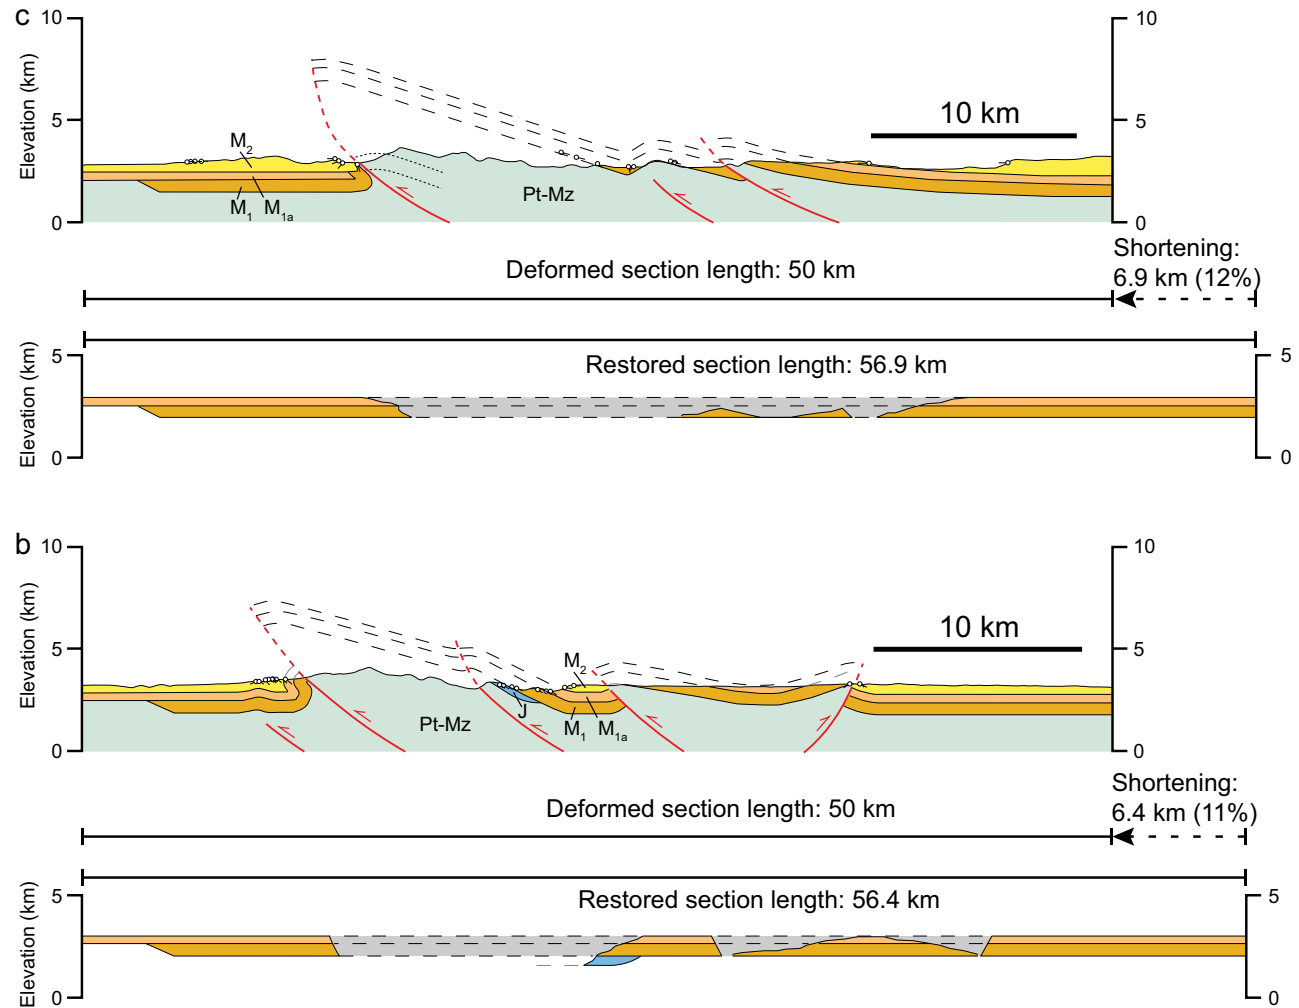 c
10
5
0
Elevation (km)
M2
M1
M1a
Pt-Mz
10 km
10
5
0
Deformed section length: 50 km
Shortening:
6.9 km (12%)
Restored section length: 56.9 km
5
0
Elevation (km)
5
0
b
10
5
0
Elevation (km)
Pt-Mz
J
M2
M1
M1a
10 km
10
5
0
Deformed section length: 50 km
Shortening:
6.4 km (11%)
Restored section length: 56.4 km
5
0
Elevation (km)
5
0